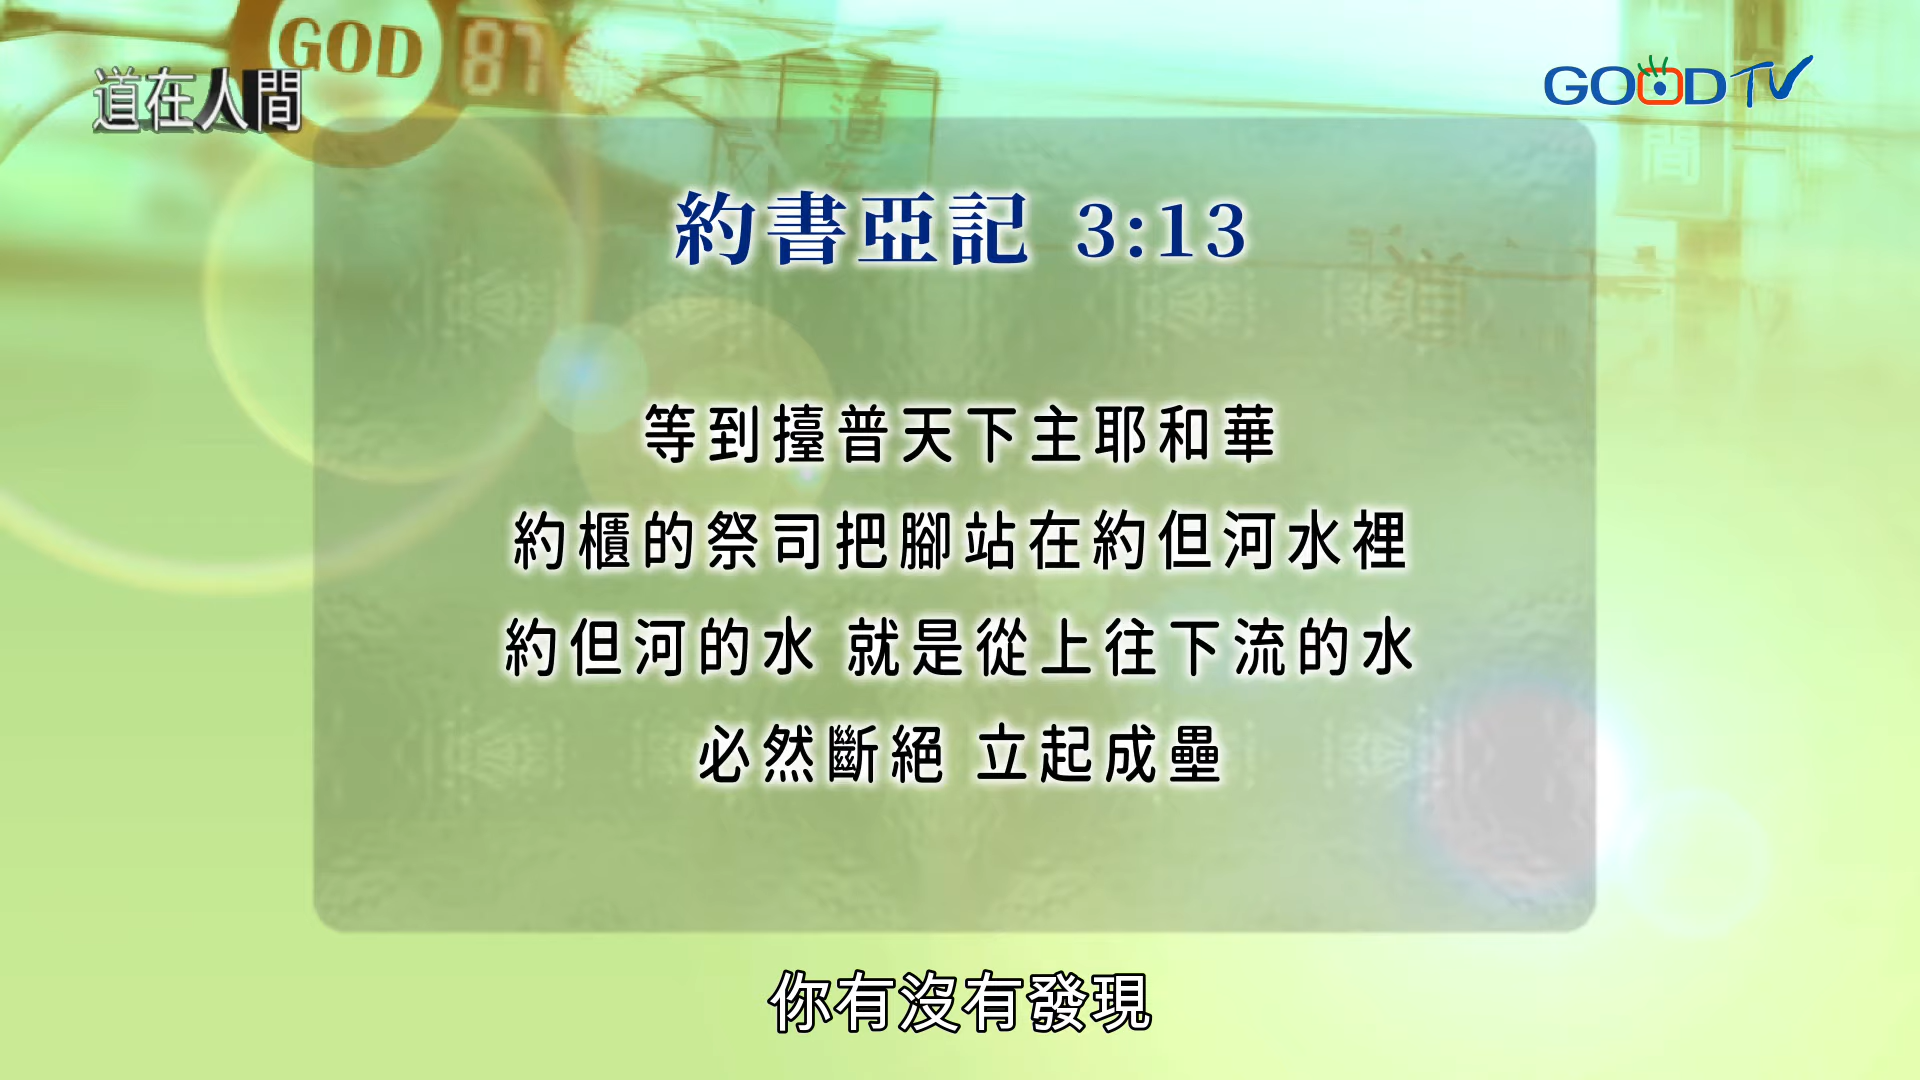 GOD
87
道在人間
GOOD TV
約書亞記 3:13
等到擡普天下主耶和華
約櫃的祭司把腳站在約但河水裡
約但河的水 就是從上往下流的水
必然斷絕 立起成壘
你有沒有發現